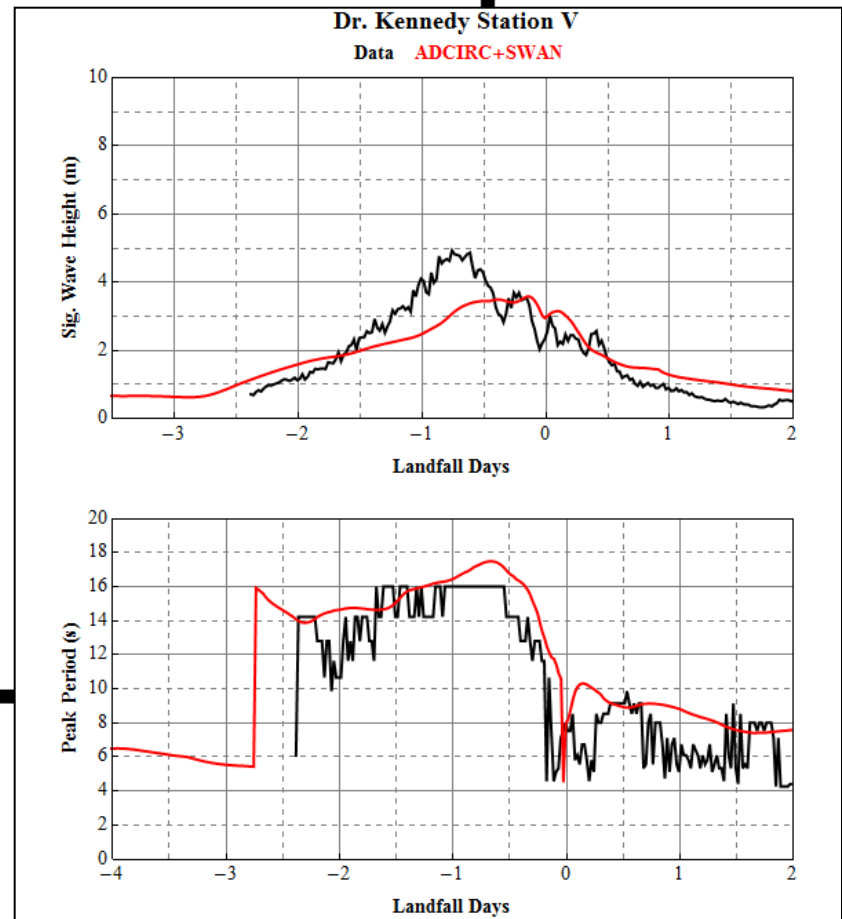 Dr. Kennedy Station V
Data ADCIRC+SWAN
10
8
6
4
2
0
Sig. Wave Height (m)
−3 −2 −1 0 1 2
Landfall Days
20
18
16
14
12
10
8
6
4
2
0
Peak Period (s)
−4 −3 −2 −1 0 1 2
Landfall Days